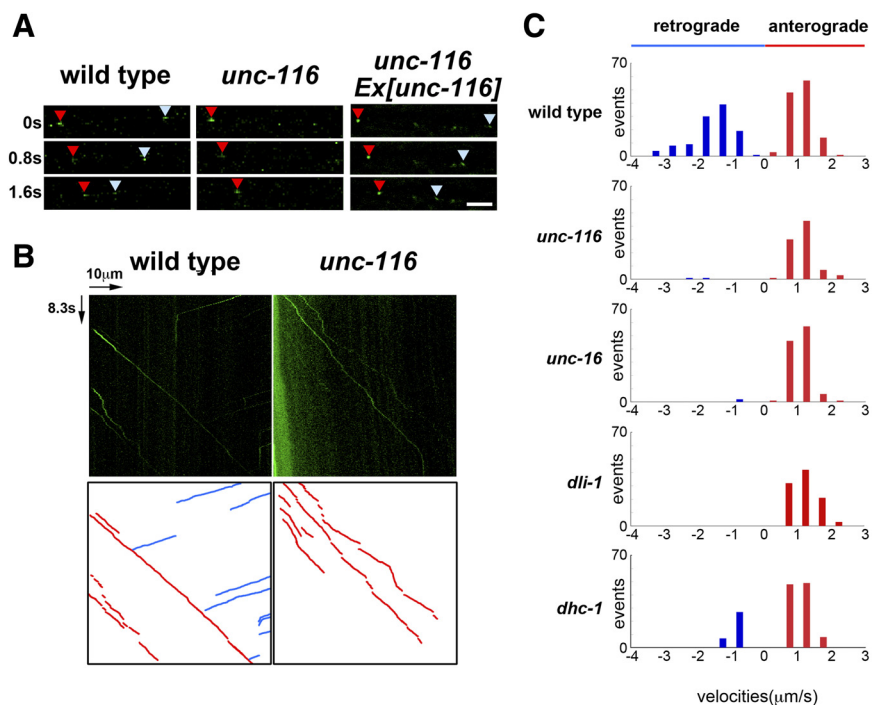 A
wild type
unc-116
unc-116
Ex[unc-116]
0s
0.8s
1.6s
B
wild type
unc-116
10μm
8.3s
C
retrograde
anterograde
wild type
events
70
0
-4 -3 -2 -1 0 1 2 3
unc-116
events
70
0
-4 -3 -2 -1 0 1 2 3
unc-16
events
70
0
-4 -3 -2 -1 0 1 2 3
dli-1
events
70
0
-4 -3 -2 -1 0 1 2 3
dhc-1
events
70
0
-4 -3 -2 -1 0 1 2 3
velocities(μm/s)